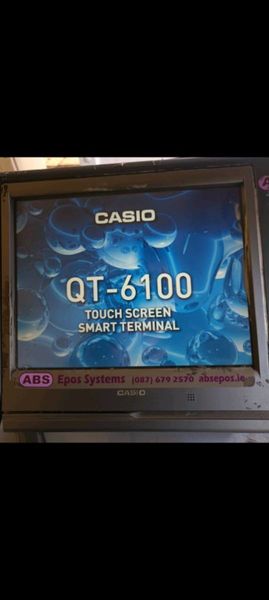 CASIO
QT-6100
TOUCH SCREEN
SMART TERMINAL
ABS Epos Systems (087) 679 2570 absepos.ie
CASIO